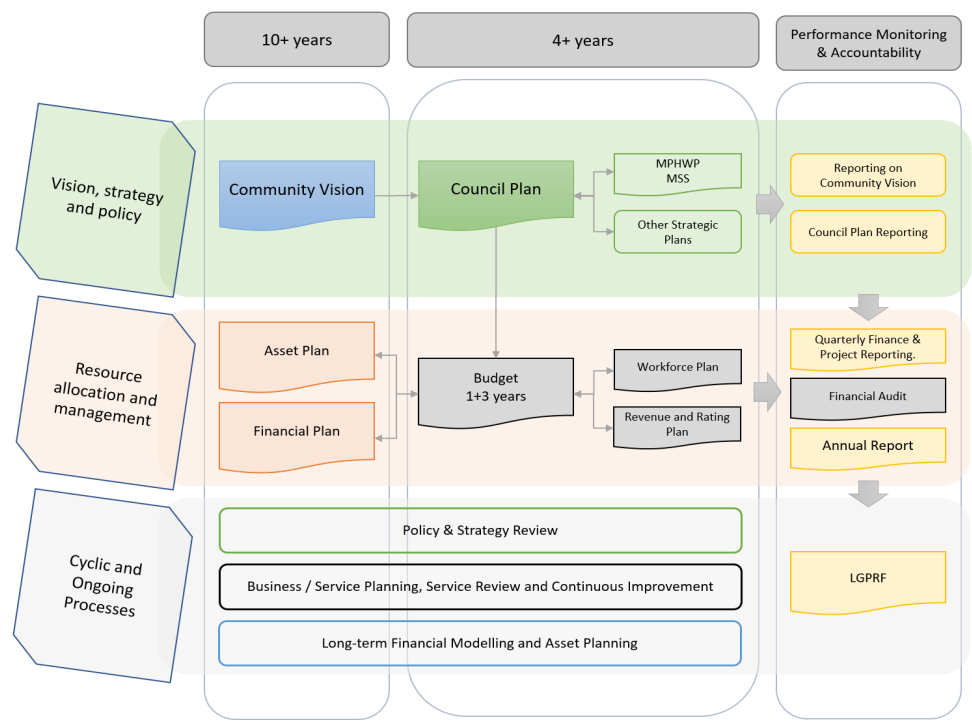 10+ years
4+ years
Performance Monitoring
& Accountability
Vision, strategy
and policy
Community Vision
Council Plan
MPHWP
MSS
Other Strategic
Plans
Reporting on
Community Vision
Council Plan Reporting
Resource
allocation and
management
Asset Plan
Financial Plan
Budget
1+3 years
Workforce Plan
Revenue and Rating
Plan
Quarterly Finance &
Project Reporting.
Financial Audit
Annual Report
Cyclic and
Ongoing
Processes
Policy & Strategy Review
Business / Service Planning, Service Review and Continuous Improvement
Long-term Financial Modelling and Asset Planning
LGPRF